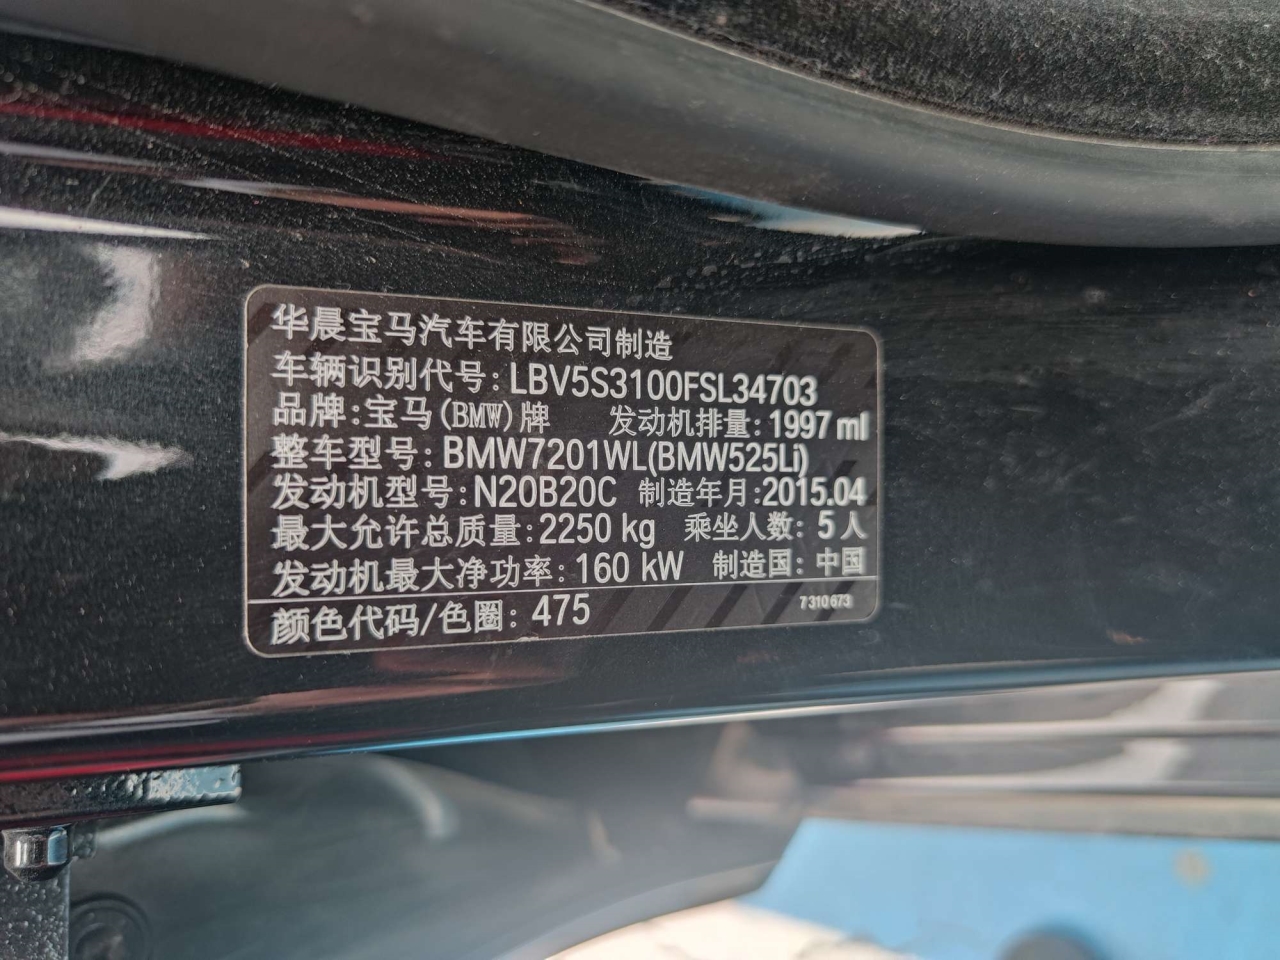 华晨宝马汽车有限公司制造
车辆识别代号: LBV5S3100FSL34703
品牌: 宝马(BMW)牌 发动机排量: 1997 ml
整车型号: BMW7201WL(BMW525Li)
发动机型号: N20B20C 制造年月: 2015.04
最大允许总质量: 2250 kg 乘坐人数: 5 人
发动机最大净功率: 160 kW 制造国: 中国
颜色代码/色圈: 475 7310673